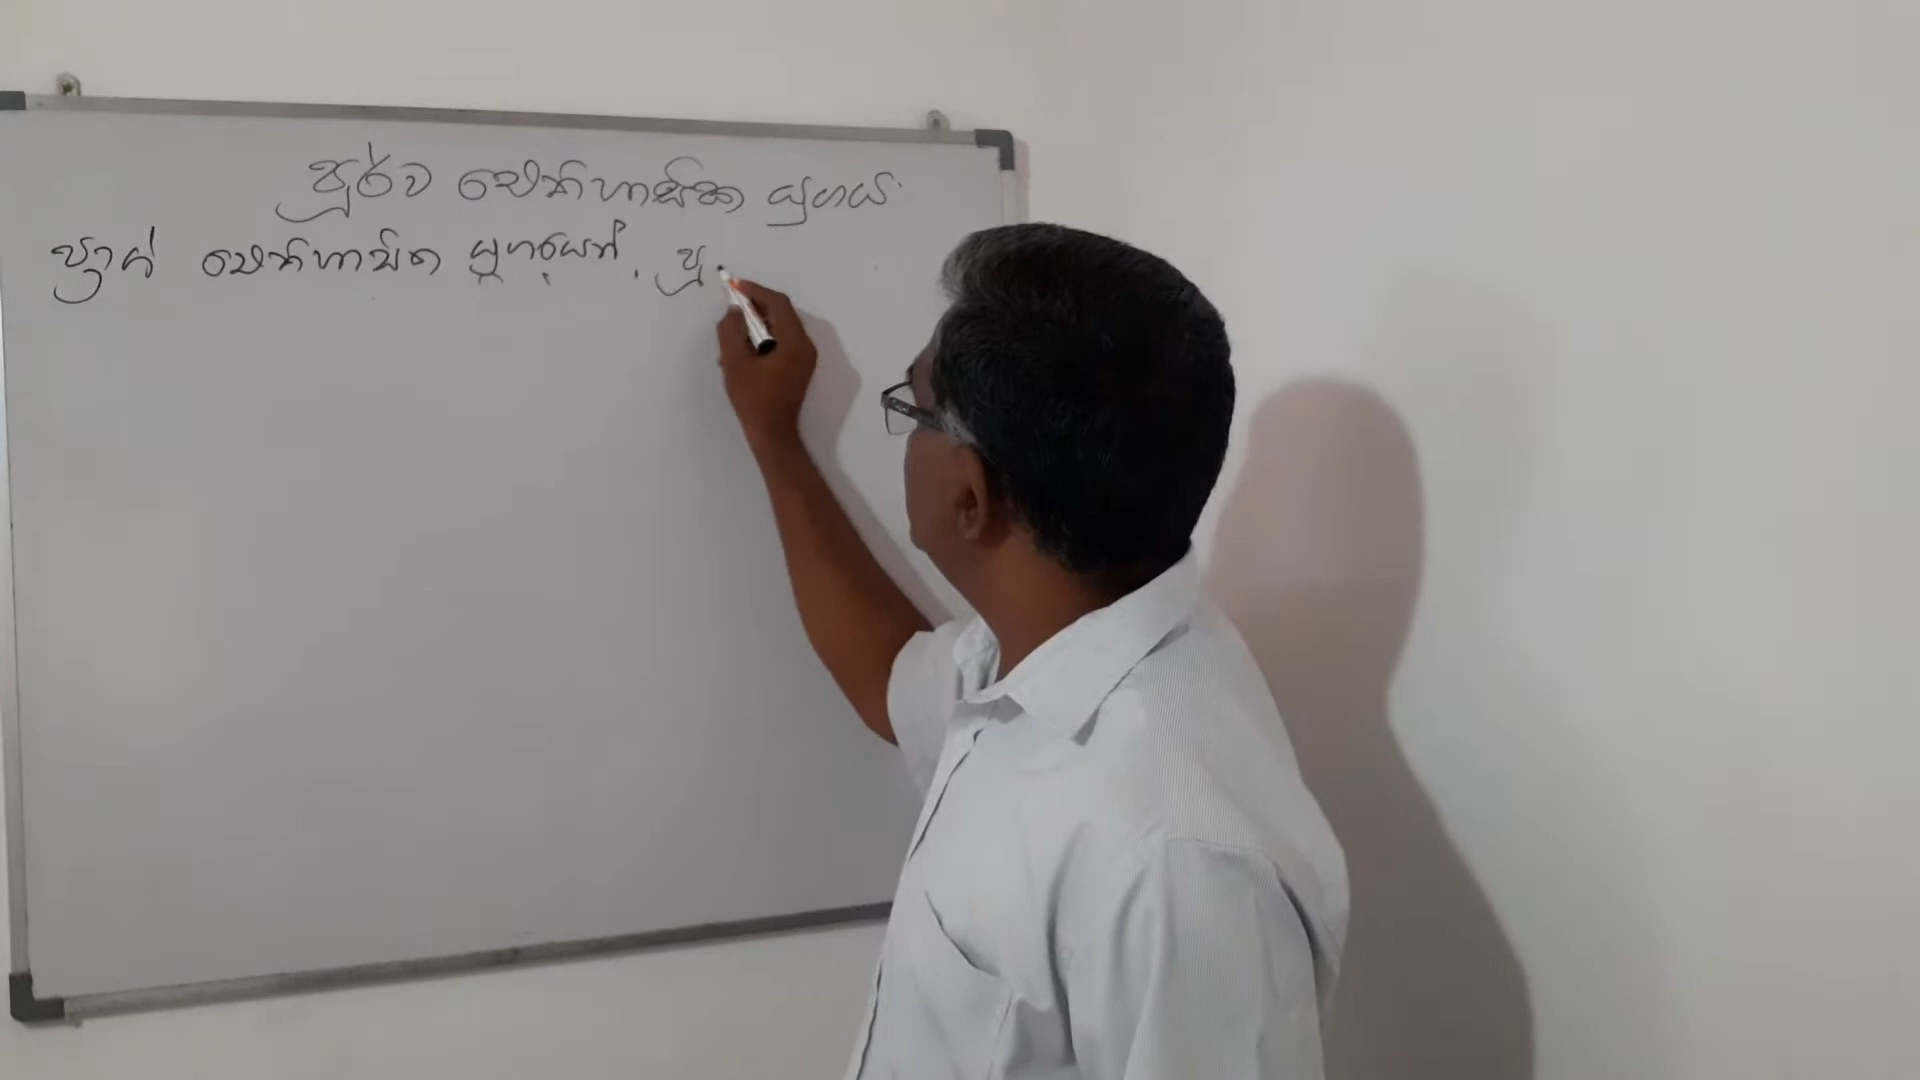 පූර්ව ඓතිහාසික යුගය
ප්‍රාග් ඓතිහාසික යුගයෙන්, පූ